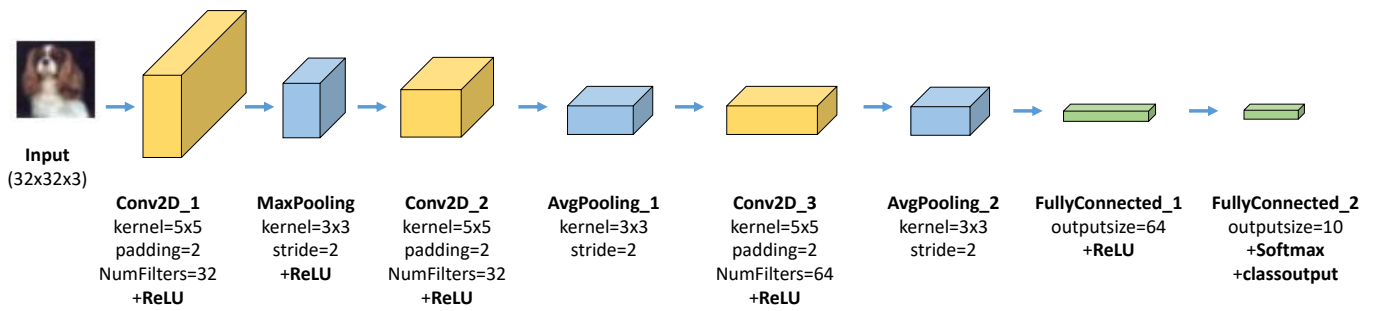 Input
(32x32x3)
Conv2D_1
kernel=5x5
padding=2
NumFilters=32
+ReLU
MaxPooling
kernel=3x3
stride=2
+ReLU
Conv2D_2
kernel=5x5
padding=2
NumFilters=32
+ReLU
AvgPooling_1
kernel=3x3
stride=2
Conv2D_3
kernel=5x5
padding=2
NumFilters=64
+ReLU
AvgPooling_2
kernel=3x3
stride=2
FullyConnected_1
outputsize=64
+ReLU
FullyConnected_2
outputsize=10
+Softmax
+classoutput